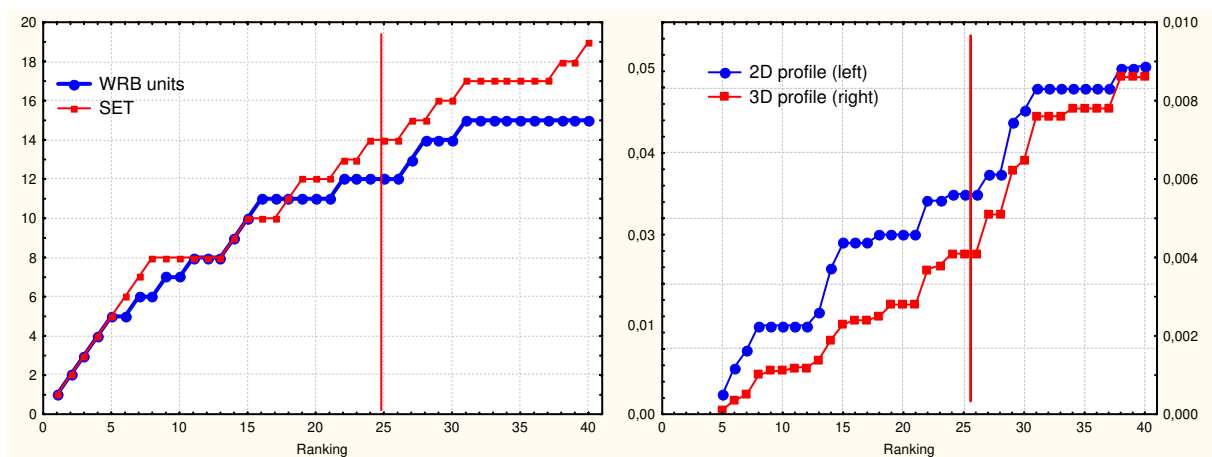 20
18
16
14
12
10
8
6
4
2
0
WRB units
SET
0 5 10 15 20 25 30 35 40
Ranking
0,05
0,04
0,03
0,01
0,00
2D profile (left)
3D profile (right)
0 5 10 15 20 25 30 35 40
Ranking
0,010
0,008
0,006
0,004
0,002
0,000